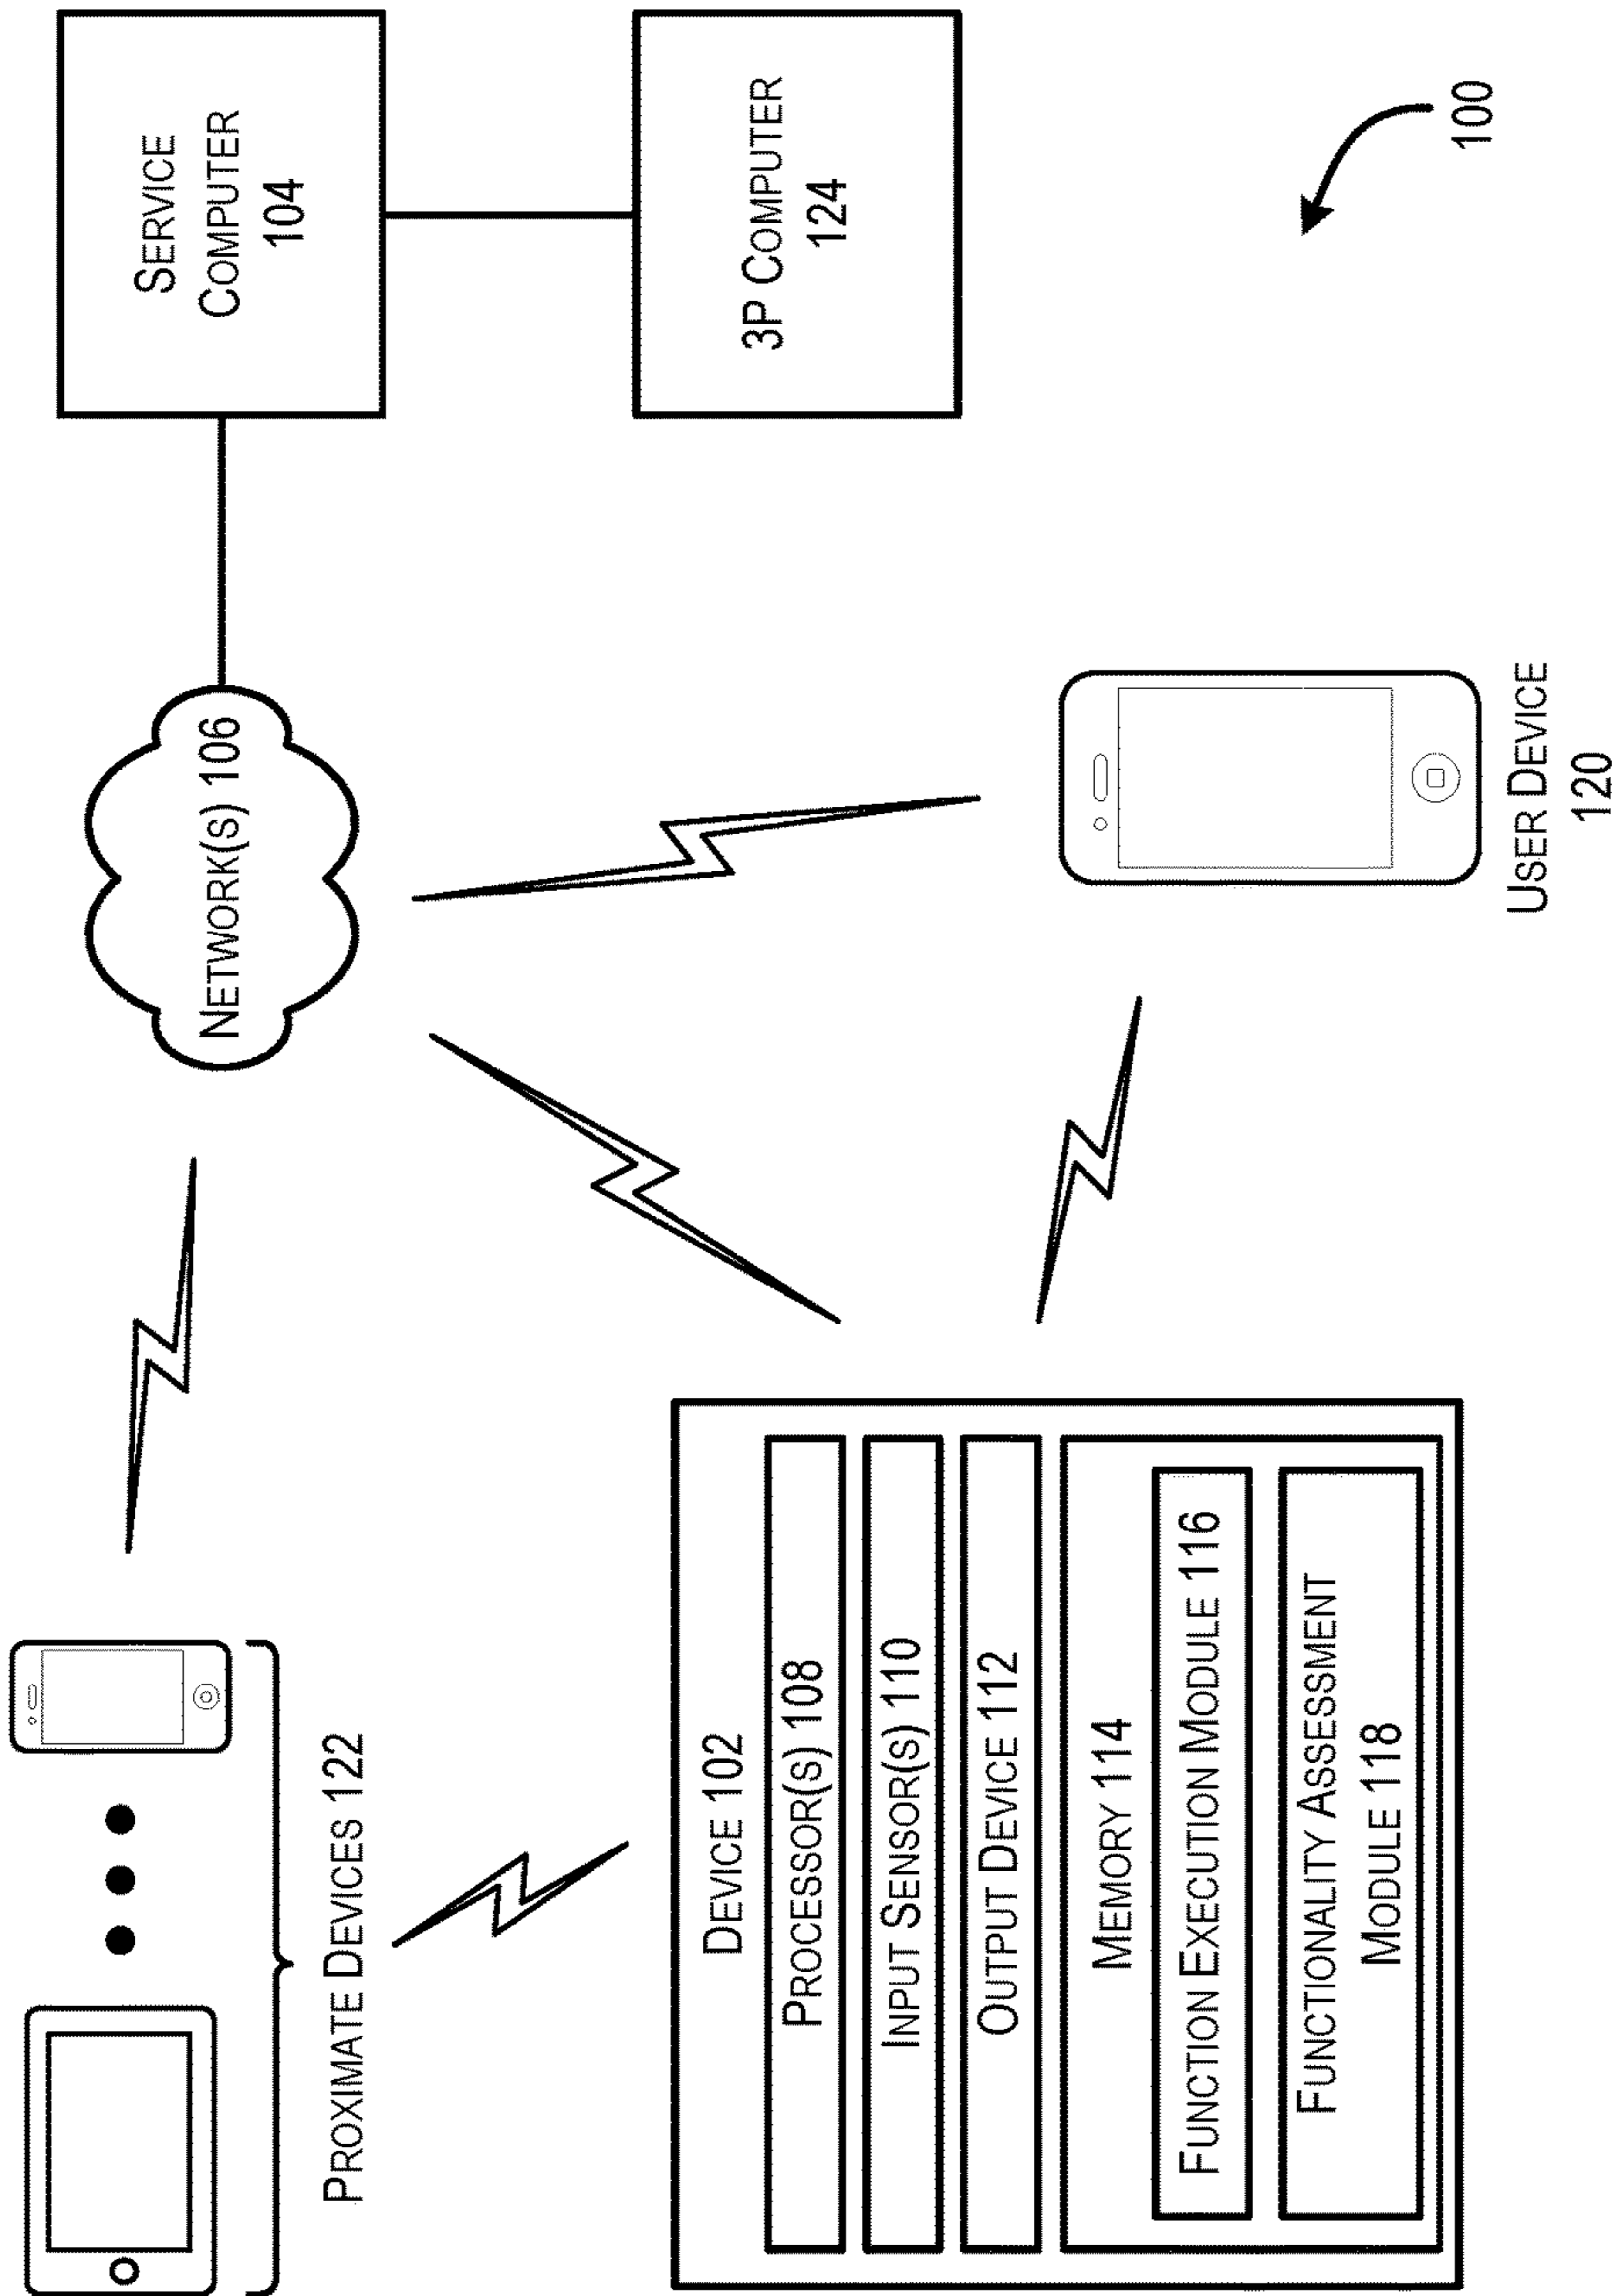 PROXIMATE DEVICES 122
NETWORK(S) 106
SERVICE
COMPUTER
104
DEVICE 102
PROCESSOR(S) 108
INPUT SENSOR(S) 110
OUTPUT DEVICE 112
MEMORY 114
FUNCTION EXECUTION MODULE 116
FUNCTIONALITY ASSESSMENT
MODULE 118
3P COMPUTER
124
USER DEVICE
120
100